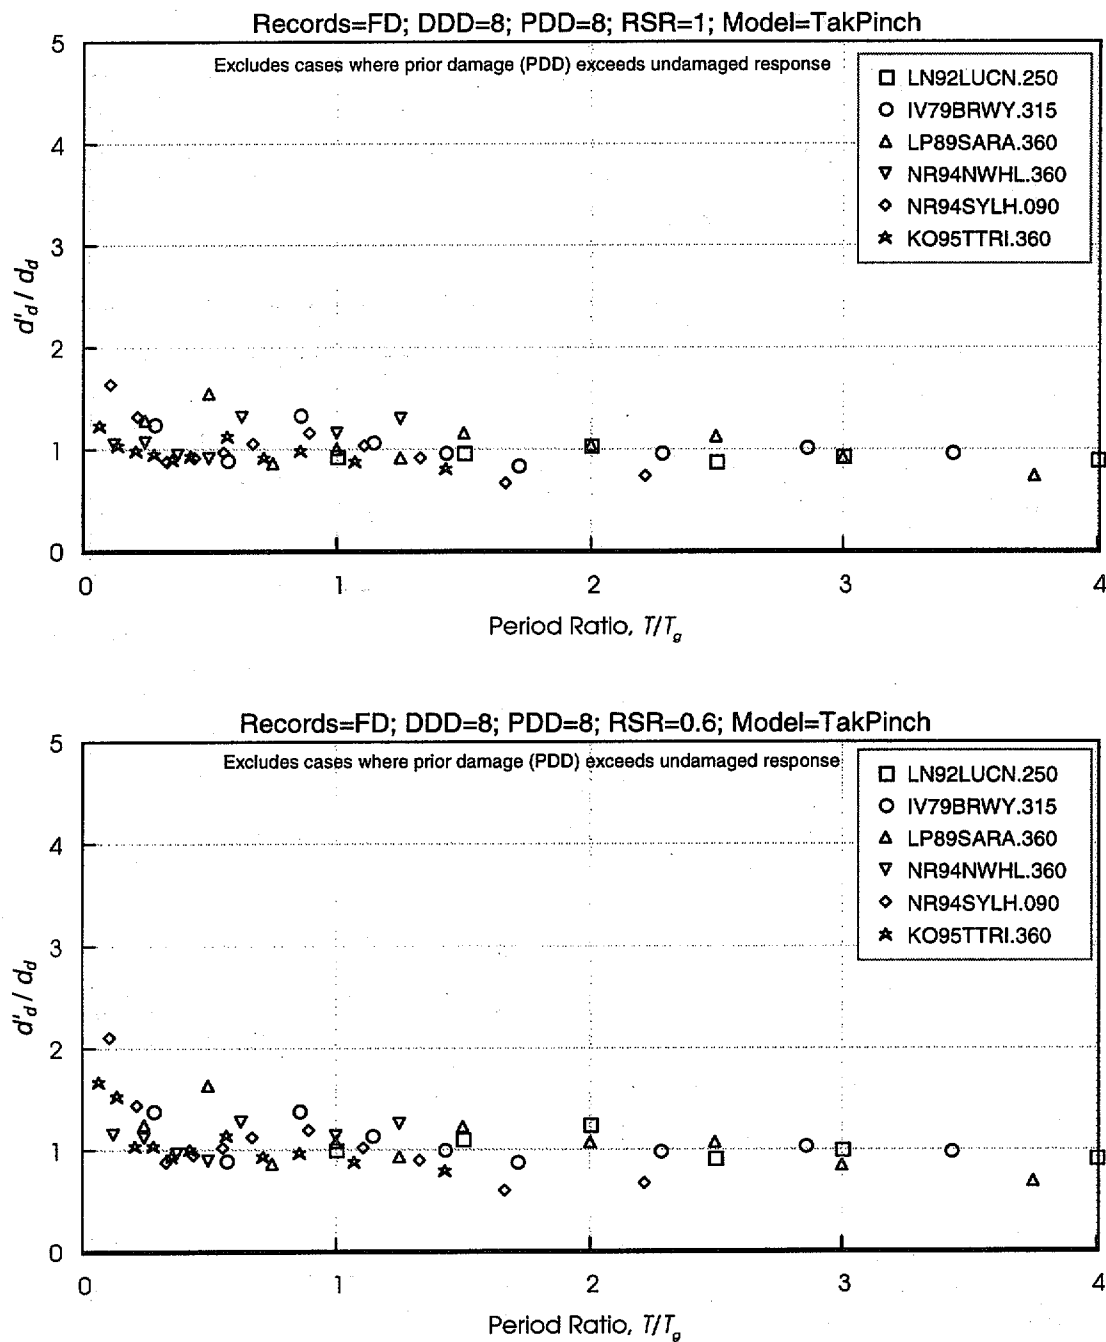 Records=FD; DDD=8; PDD=8; RSR=1; Model=TakPinch
Excludes cases where prior damage (PDD) exceeds undamaged response
LN92LUCN.250
IV79BRWY.315
LP89SARA.360
NR94NWHL.360
NR94SYLH.090
KO95TTRI.360
5
4
3
2
1
0
d'd / dd
0 1 2 3 4
Period Ratio, T/Tg
Records=FD; DDD=8; PDD=8; RSR=0.6; Model=TakPinch
Excludes cases where prior damage (PDD) exceeds undamaged response
LN92LUCN.250
IV79BRWY.315
LP89SARA.360
NR94NWHL.360
NR94SYLH.090
KO95TTRI.360
5
4
3
2
1
0
d'd / dd
0 1 2 3 4
Period Ratio, T/Tg